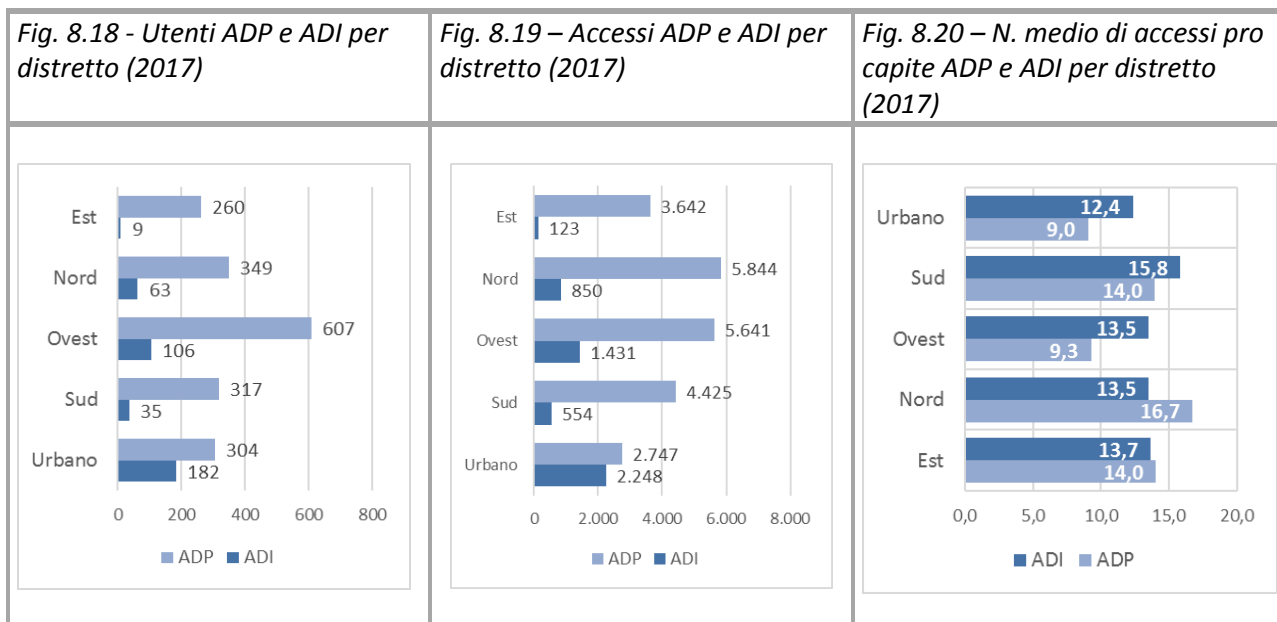 Fig. 8.18 - Utenti ADP e ADI per
distretto (2017)
Fig. 8.19 – Accessi ADP e ADI per
distretto (2017)
Fig. 8.20 – N. medio di accessi pro
capite ADP e ADI per distretto
(2017)
Est
260
9
Nord
349
63
Ovest
607
106
Sud
317
35
Urbano
304
182
0 200 400 600 800
ADP ADI
Est
3.642
123
Nord
5.844
850
Ovest
5.641
1.431
Sud
4.425
554
Urbano
2.747
2.248
0 2.000 4.000 6.000 8.000
ADP ADI
Urbano
12,4
9,0
Sud
15,8
14,0
Ovest
13,5
9,3
Nord
13,5
16,7
Est
13,7
14,0
0,0 5,0 10,0 15,0 20,0
ADI ADP